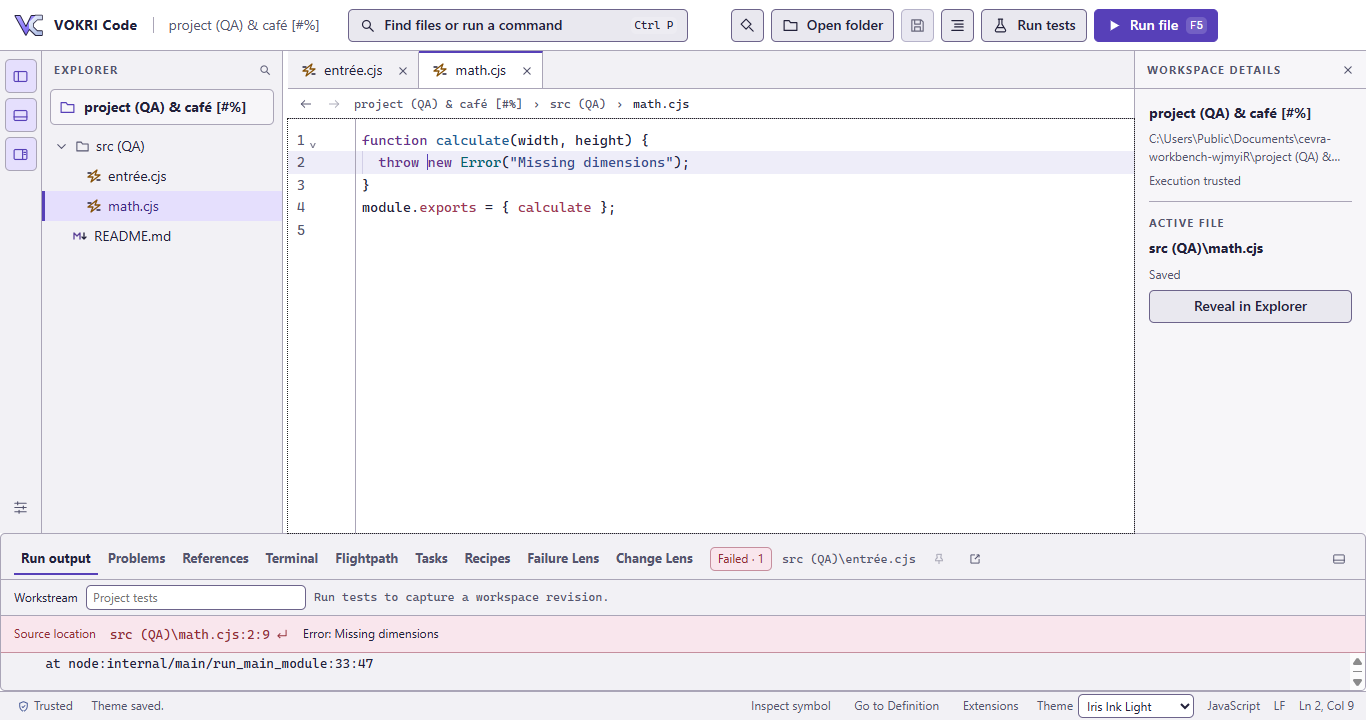 VOKRI Code
project (QA) & café [#%]
Find files or run a command Ctrl P
Open folder
Run tests
Run file F5
EXPLORER
project (QA) & café [#%]
src (QA)
entrée.cjs
math.cjs
README.md
entrée.cjs
math.cjs
project (QA) & café [#%] › src (QA) › math.cjs
1 function calculate(width, height) {
2 throw new Error("Missing dimensions");
3 }
4 module.exports = { calculate };
5
WORKSPACE DETAILS
project (QA) & café [#%]
C:\Users\Public\Documents\cevra-
workbench-wjmyiR\project (QA) &...
Execution trusted
ACTIVE FILE
src (QA)\math.cjs
Saved
Reveal in Explorer
Run output Problems References Terminal Flightpath Tasks Recipes Failure Lens Change Lens Failed · 1 src (QA)\entrée.cjs
Workstream Project tests Run tests to capture a workspace revision.
Source location src (QA)\math.cjs:2:9 Error: Missing dimensions
at node:internal/main/run_main_module:33:47
Trusted Theme saved. Inspect symbol Go to Definition Extensions Theme Iris Ink Light JavaScript LF Ln 2, Col 9